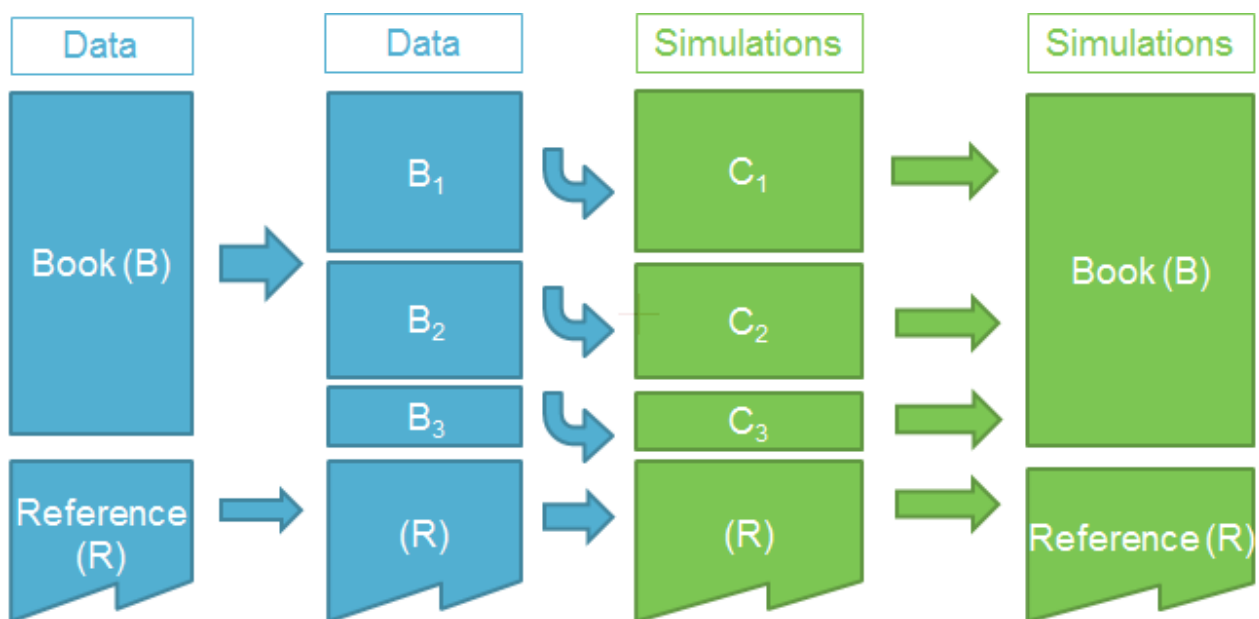 Data
Data
Simulations
Simulations
Book (B)
B₁
B₂
B₃
C₁
C₂
C₃
Book (B)
Reference
(R)
(R)
(R)
Reference (R)